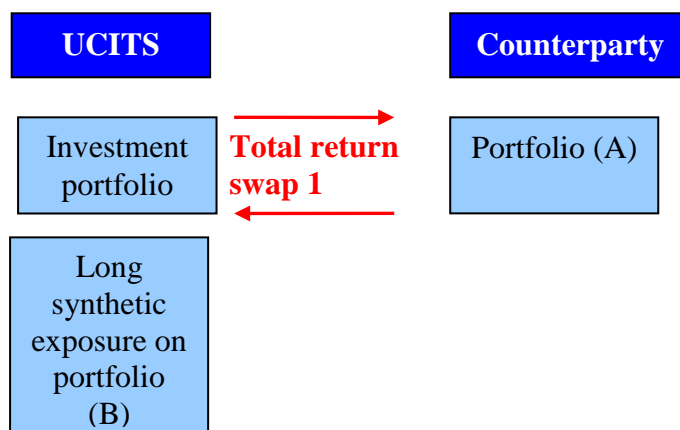 UCITS
Counterparty
Investment
portfolio
Total return
swap 1
Portfolio (A)
Long
synthetic
exposure on
portfolio
(B)